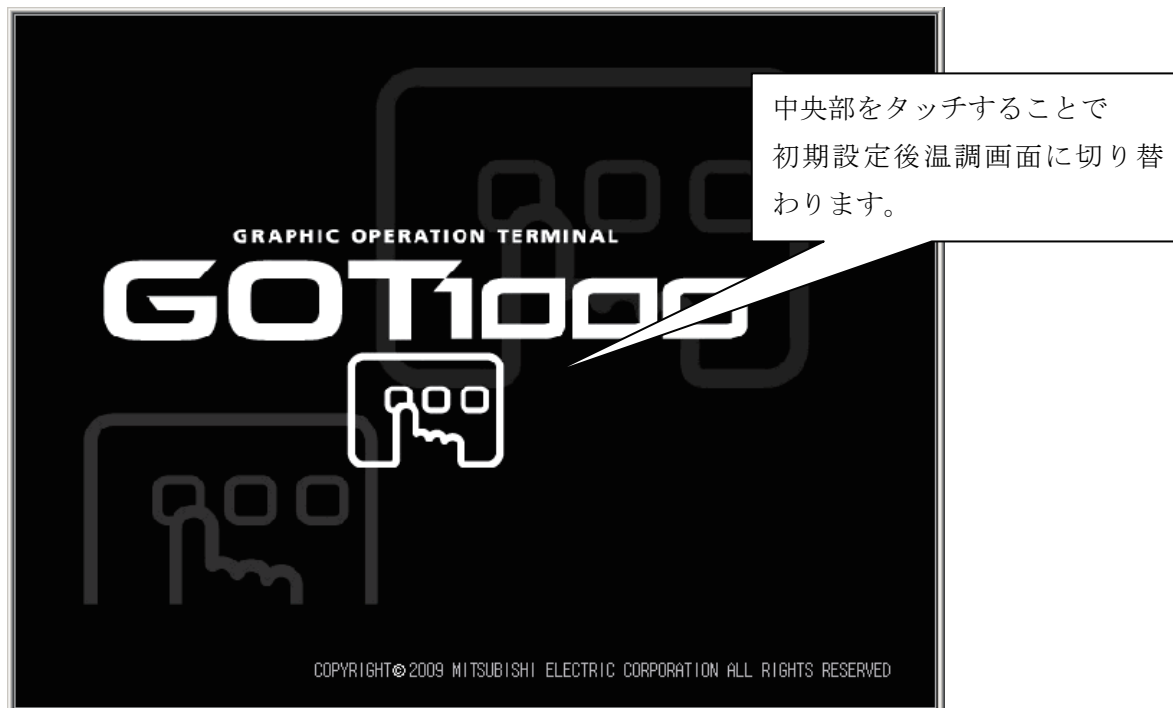 中央部をタッチすることで
初期設定後温調画面に切り替
わります。
GRAPHIC OPERATION TERMINAL
GOT1000
COPYRIGHT©2009 MITSUBISHI ELECTRIC CORPORATION ALL RIGHTS RESERVED